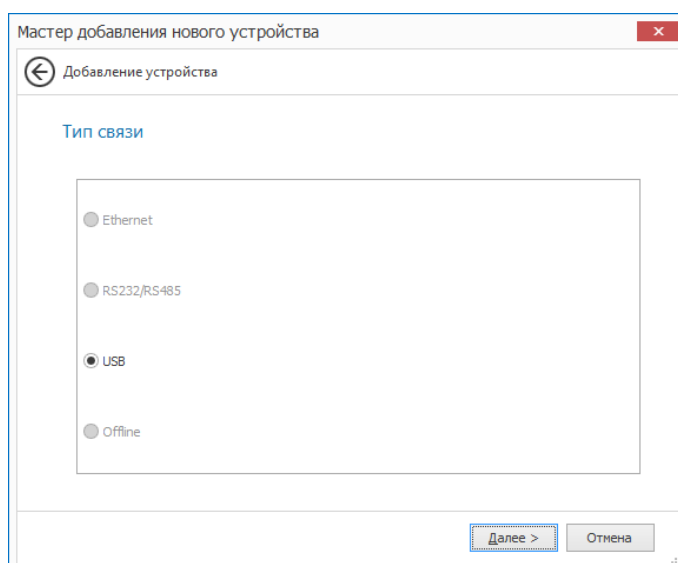 Мастер добавления нового устройства
Добавление устройства
Тип связи
Ethernet
RS232/RS485
USB
Offline
Далее > Отмена